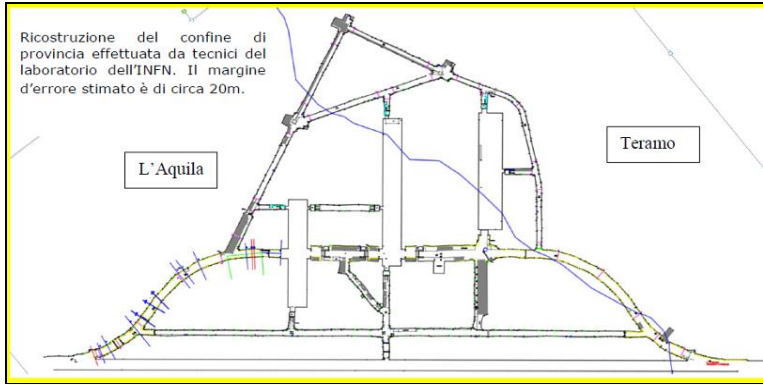 Ricostruzione del confine di
provincia effettuata da tecnici del
laboratorio dell'INFN. Il margine
d'errore stimato è di circa 20m.
L'Aquila
Teramo